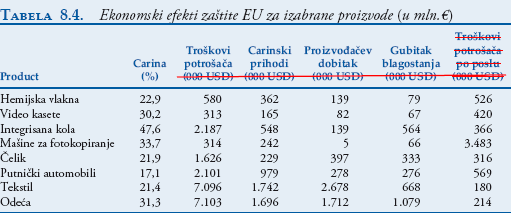 TABELA 8.4. Ekonomski efekti zaštite EU za izabrane proizvode (u mln.€)
Product Carina (%) Troškovi potrošača (000 USD) Carinski prihodi (000 USD) Proizvođačev dobitak (000 USD) Gubitak blagostanja (000 USD) Troškovi potrošača po poslu (000 USD)
Hemijska vlakna 22,9 580 362 139 79 526
Video kasete 30,2 313 165 82 67 420
Integrisana kola 47,6 2.187 548 139 564 366
Mašine za fotokopiranje 33,7 314 242 5 66 3.483
Čelik 21,9 1.626 229 397 333 316
Putnički automobili 17,1 2.101 979 278 276 569
Tekstil 21,4 7.096 1.742 2.678 668 180
Odeća 31,3 7.103 1.696 1.712 1.079 214